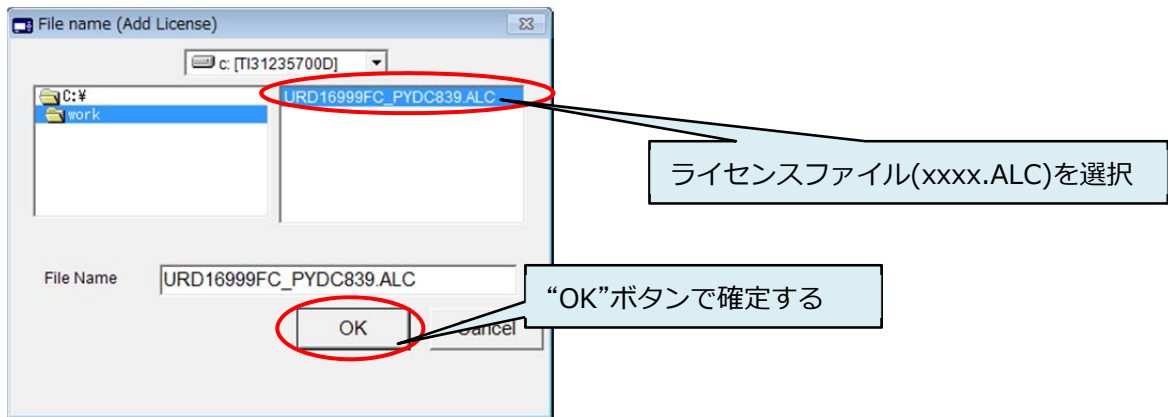 File name (Add License)
c: [TI31235700D]
C:¥
work
URD16999FC_PYDC839.ALC
ライセンスファイル(xxxx.ALC)を選択
File Name
URD16999FC_PYDC839.ALC
“OK”ボタンで確定する
OK
Cancel